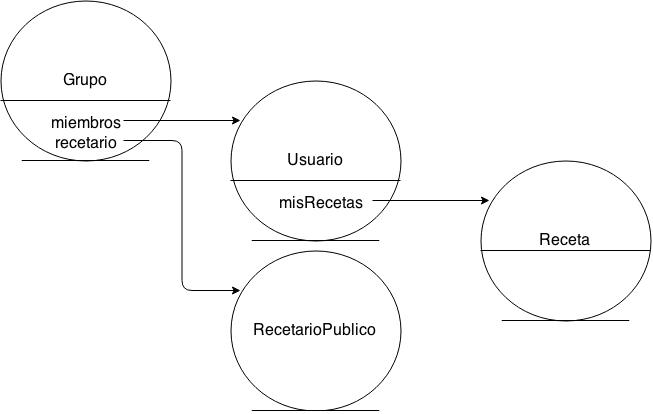 Grupo
miembros
recetario
Usuario
misRecetas
Receta
RecetarioPublico